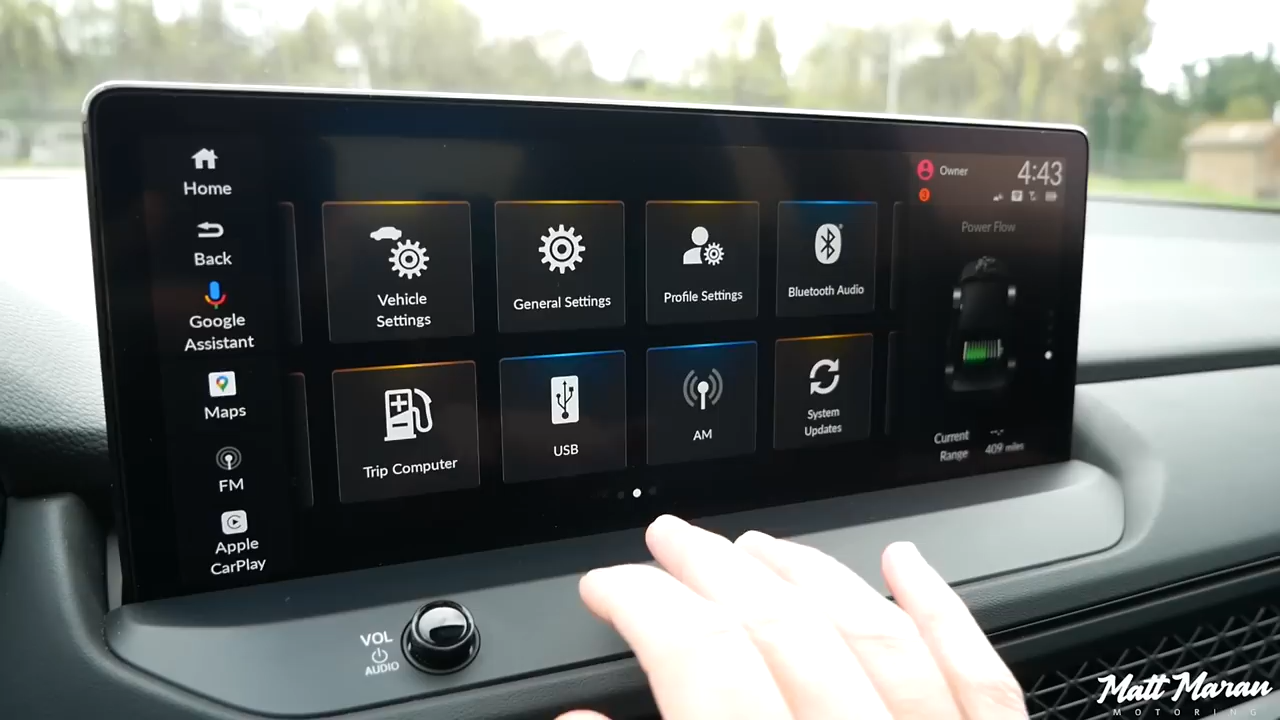 Home
Back
Google
Assistant
Maps
FM
Apple
CarPlay
Vehicle
Settings
General Settings
Profile Settings
Bluetooth Audio
Trip Computer
USB
AM
System
Updates
Owner
4:43
Power Flow
Current
Range
--.-
409 miles
VOL
AUDIO
Matt Maran
MOTORING